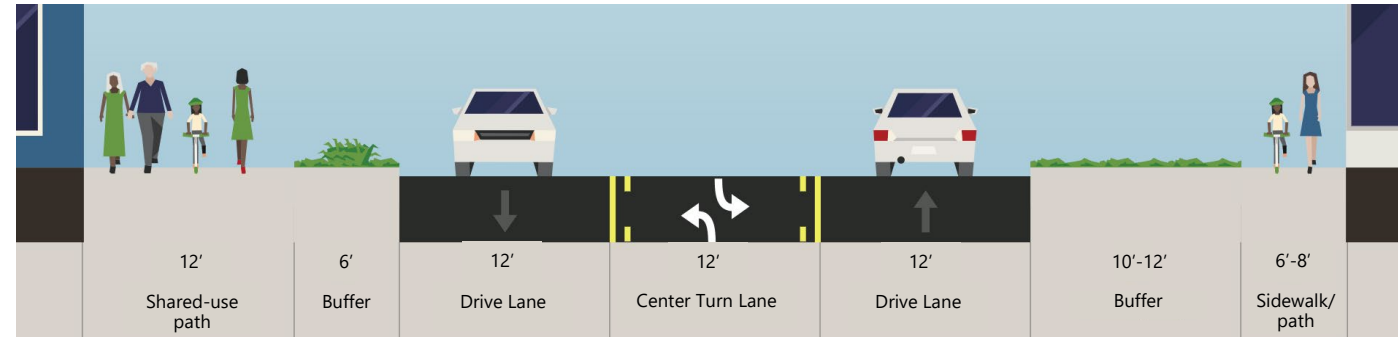 12’
6’
12’
12’
12’
10’-12’
6’-8’
Shared-use
path
Buffer
Drive Lane
Center Turn Lane
Drive Lane
Buffer
Sidewalk/
path